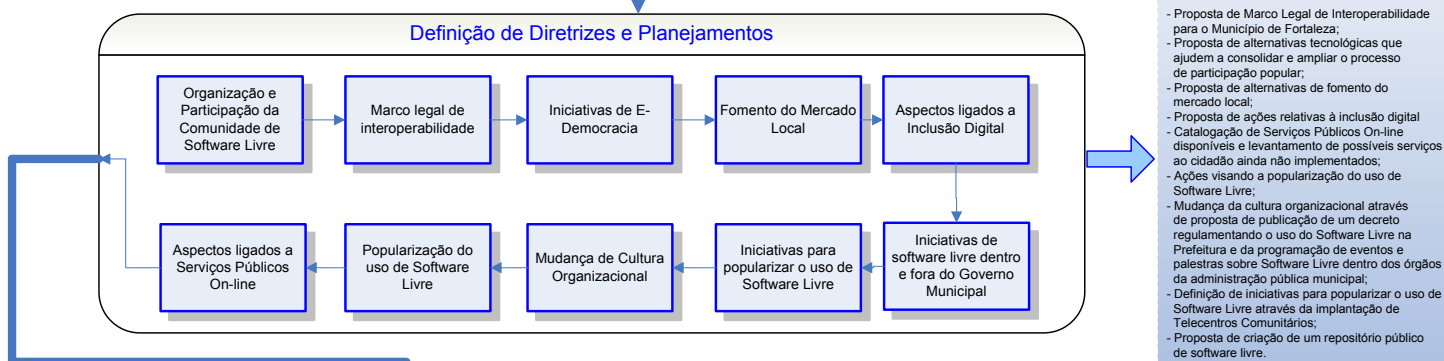 Definição de Diretrizes e Planejamentos
Organização e
Participação da
Comunidade de
Software Livre
Marco legal de
interoperabilidade
Iniciativas de E-
Democracia
Fomento do Mercado
Local
Aspectos ligados a
Inclusão Digital
Iniciativas de
software livre dentro
e fora do Governo
Municipal
Iniciativas para
popularizar o uso de
Software Livre
Mudança de Cultura
Organizacional
Popularização do
uso de Software
Livre
Aspectos ligados a
Serviços Públicos
On-line
- Proposta de Marco Legal de Interoperabilidade
para o Município de Fortaleza;
- Proposta de alternativas tecnológicas que
ajudem a consolidar e ampliar o processo
de participação popular;
- Proposta de alternativas de fomento do
mercado local;
- Proposta de ações relativas à inclusão digital
- Catalogação de Serviços Públicos On-line
disponíveis e levantamento de possíveis serviços
ao cidadão ainda não implementados;
- Ações visando a popularização do uso de
Software Livre;
- Mudança da cultura organizacional através
de proposta de publicação de um decreto
regulamentando o uso do Software Livre na
Prefeitura e da programação de eventos e
palestras sobre Software Livre dentro dos órgãos
da administração pública municipal;
- Definição de iniciativas para popularizar o uso de
Software Livre através da implantação de
Telecentros Comunitários;
- Proposta de criação de um repositório público
de software livre.